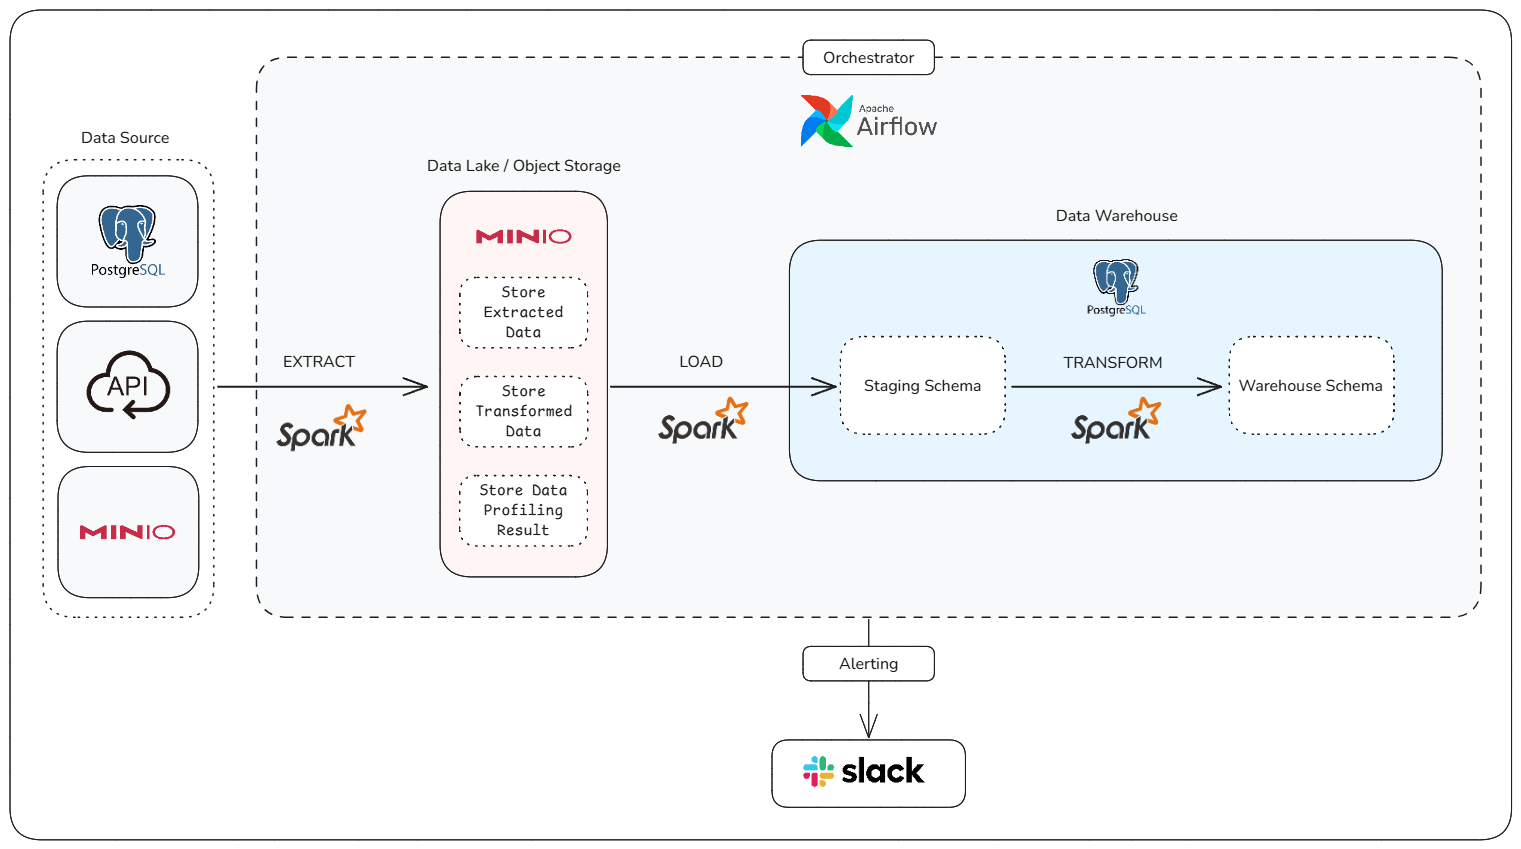 Orchestrator
Apache
Airflow
Data Source
PostgreSQL
API
MINIO
Data Lake / Object Storage
MINIO
Store
Extracted
Data
Store
Transformed
Data
Store Data
Profiling
Result
EXTRACT
Spark
LOAD
Spark
Data Warehouse
PostgreSQL
Staging Schema
TRANSFORM
Spark
Warehouse Schema
Alerting
slack